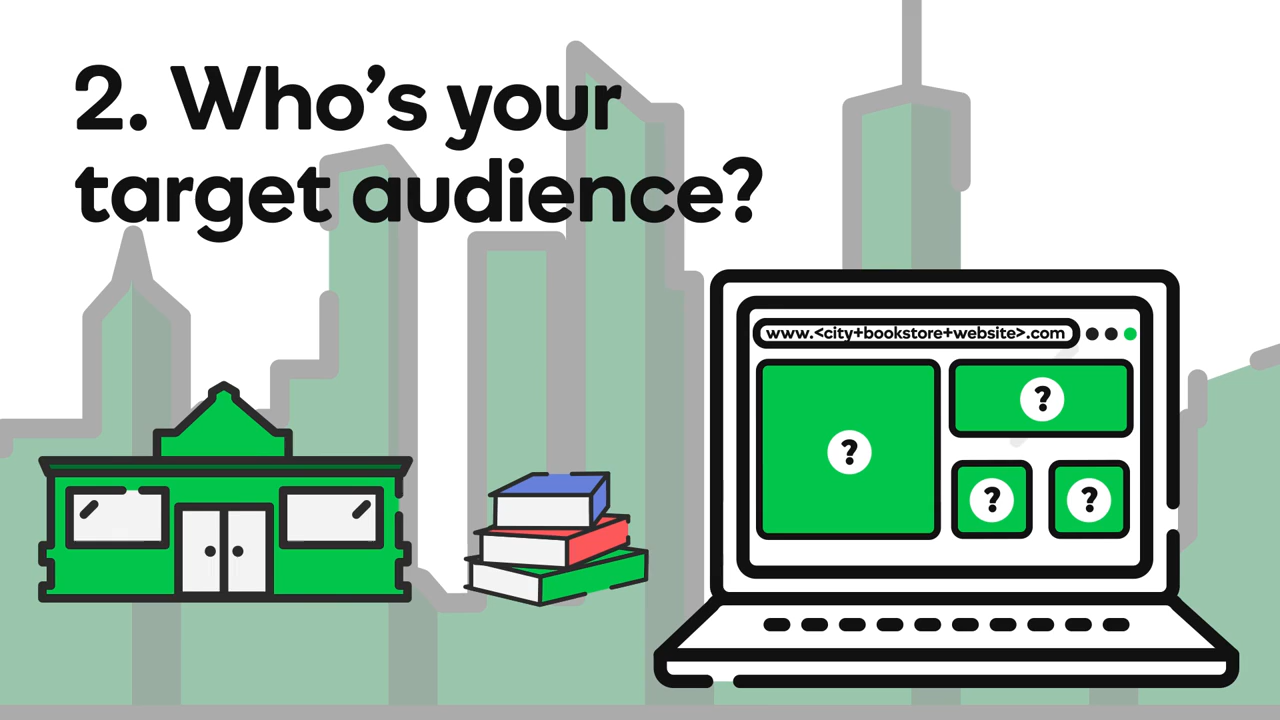 2. Who’s your
target audience?
www.<city+bookstore+website>.com
?
?
?
?